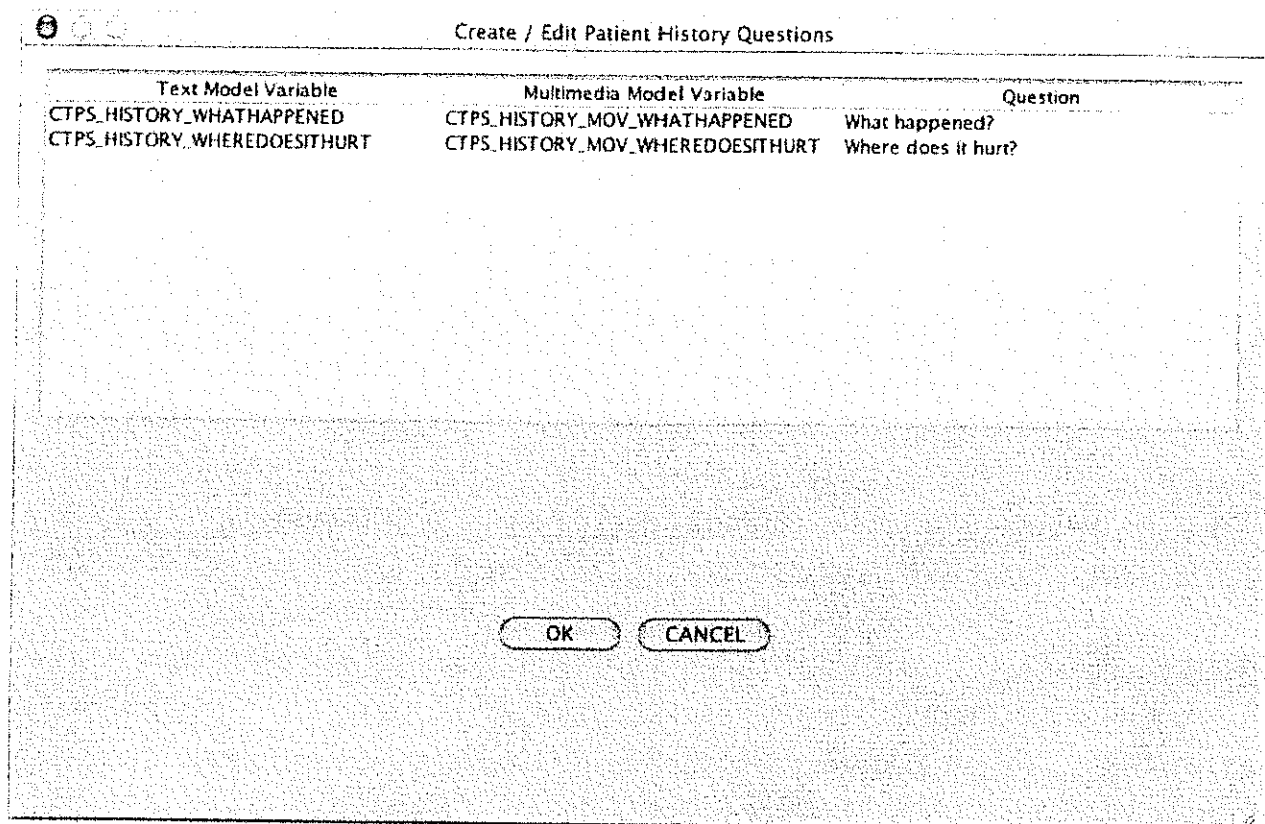 Create / Edit Patient History Questions
Text Model Variable Multimedia Model Variable Question
CTPS_HISTORY_WHATHAPPENED CTPS_HISTORY_MOV_WHATHAPPENED What happened?
CTPS_HISTORY_WHEREDOESITHURT CTPS_HISTORY_MOV_WHEREDOESITHURT Where does it hurt?
OK CANCEL